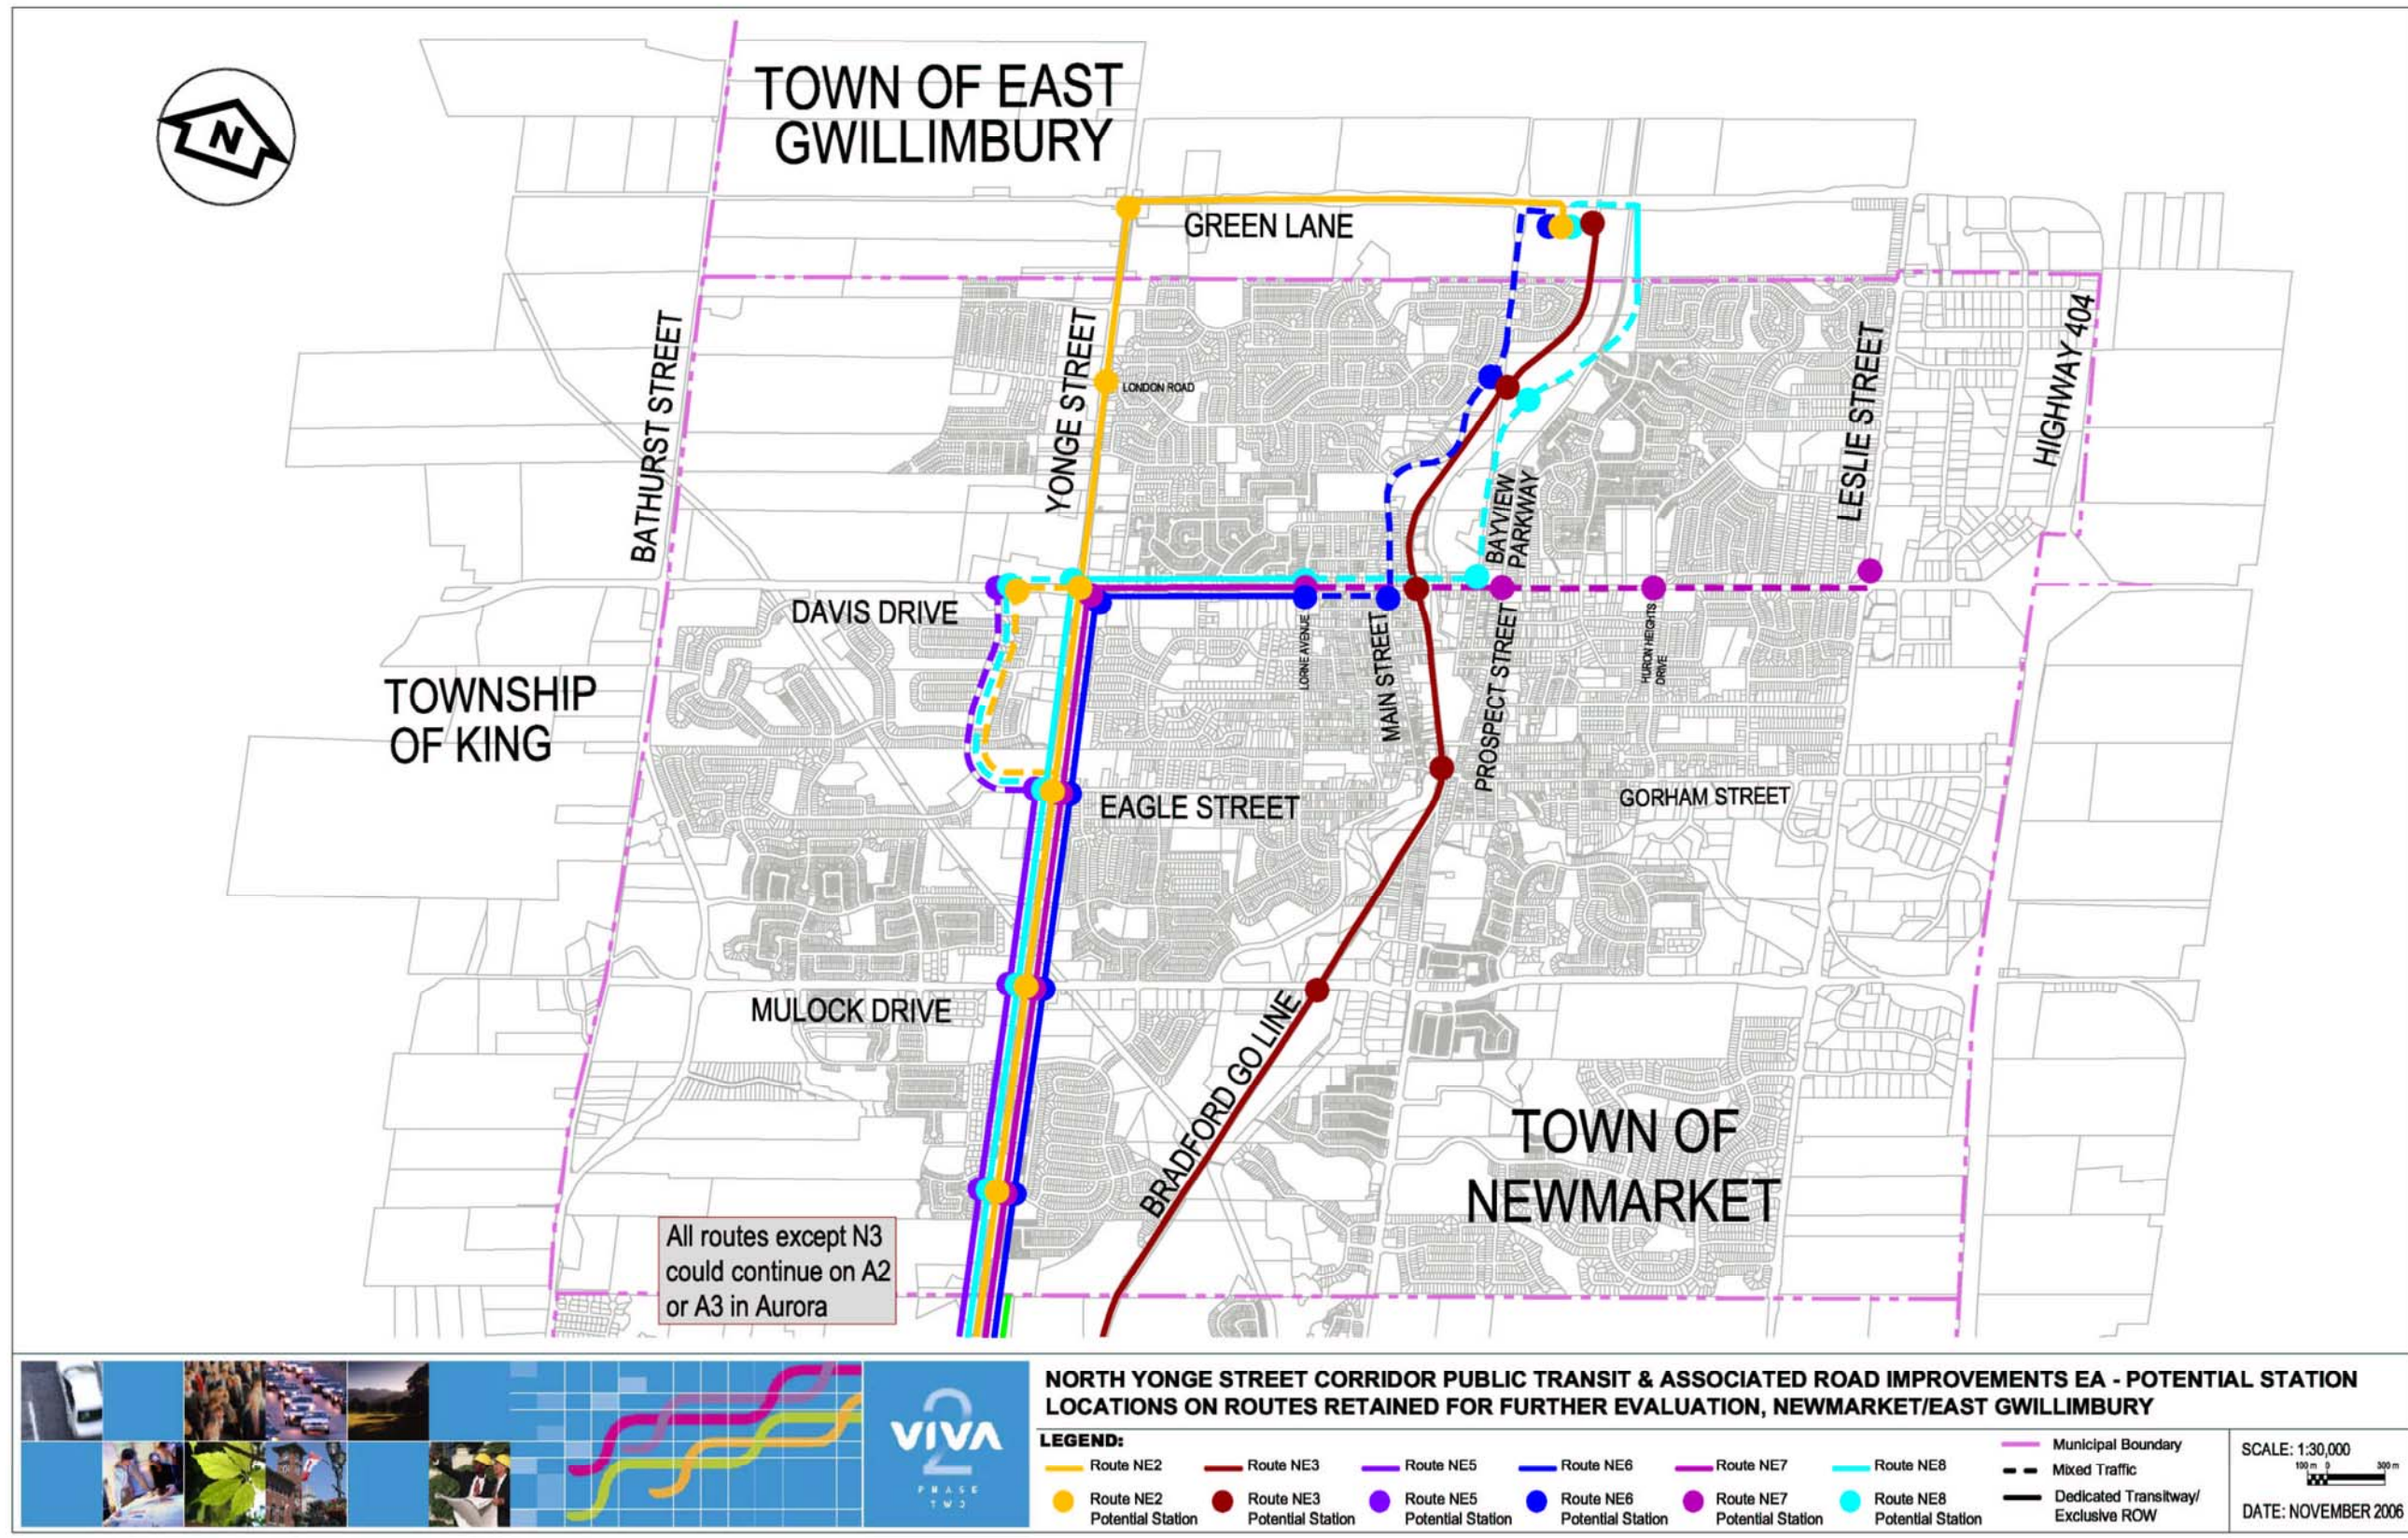 TOWN OF EAST
GWILLIMBURY
N
GREEN LANE
BATHURST STREET
YONGE STREET
LONDON ROAD
LESLIE STREET
HIGHWAY 404
BAYVIEW
PARKWAY
DAVIS DRIVE
LORNE AVENUE
MAIN STREET
PROSPECT STREET
HURON HEIGHTS
DRIVE
TOWNSHIP
OF KING
EAGLE STREET
GORHAM STREET
MULOCK DRIVE
BRADFORD GO LINE
TOWN OF
NEWMARKET
All routes except N3
could continue on A2
or A3 in Aurora
VIVA
2
PHASE
TWO
NORTH YONGE STREET CORRIDOR PUBLIC TRANSIT & ASSOCIATED ROAD IMPROVEMENTS EA - POTENTIAL STATION
LOCATIONS ON ROUTES RETAINED FOR FURTHER EVALUATION, NEWMARKET/EAST GWILLIMBURY
LEGEND:
Route NE2
Route NE3
Route NE5
Route NE6
Route NE7
Route NE8
Route NE2
Potential Station
Route NE3
Potential Station
Route NE5
Potential Station
Route NE6
Potential Station
Route NE7
Potential Station
Route NE8
Potential Station
Municipal Boundary
Mixed Traffic
Dedicated Transitway/
Exclusive ROW
SCALE: 1:30,000
100 m 0 300 m
DATE: NOVEMBER 2006